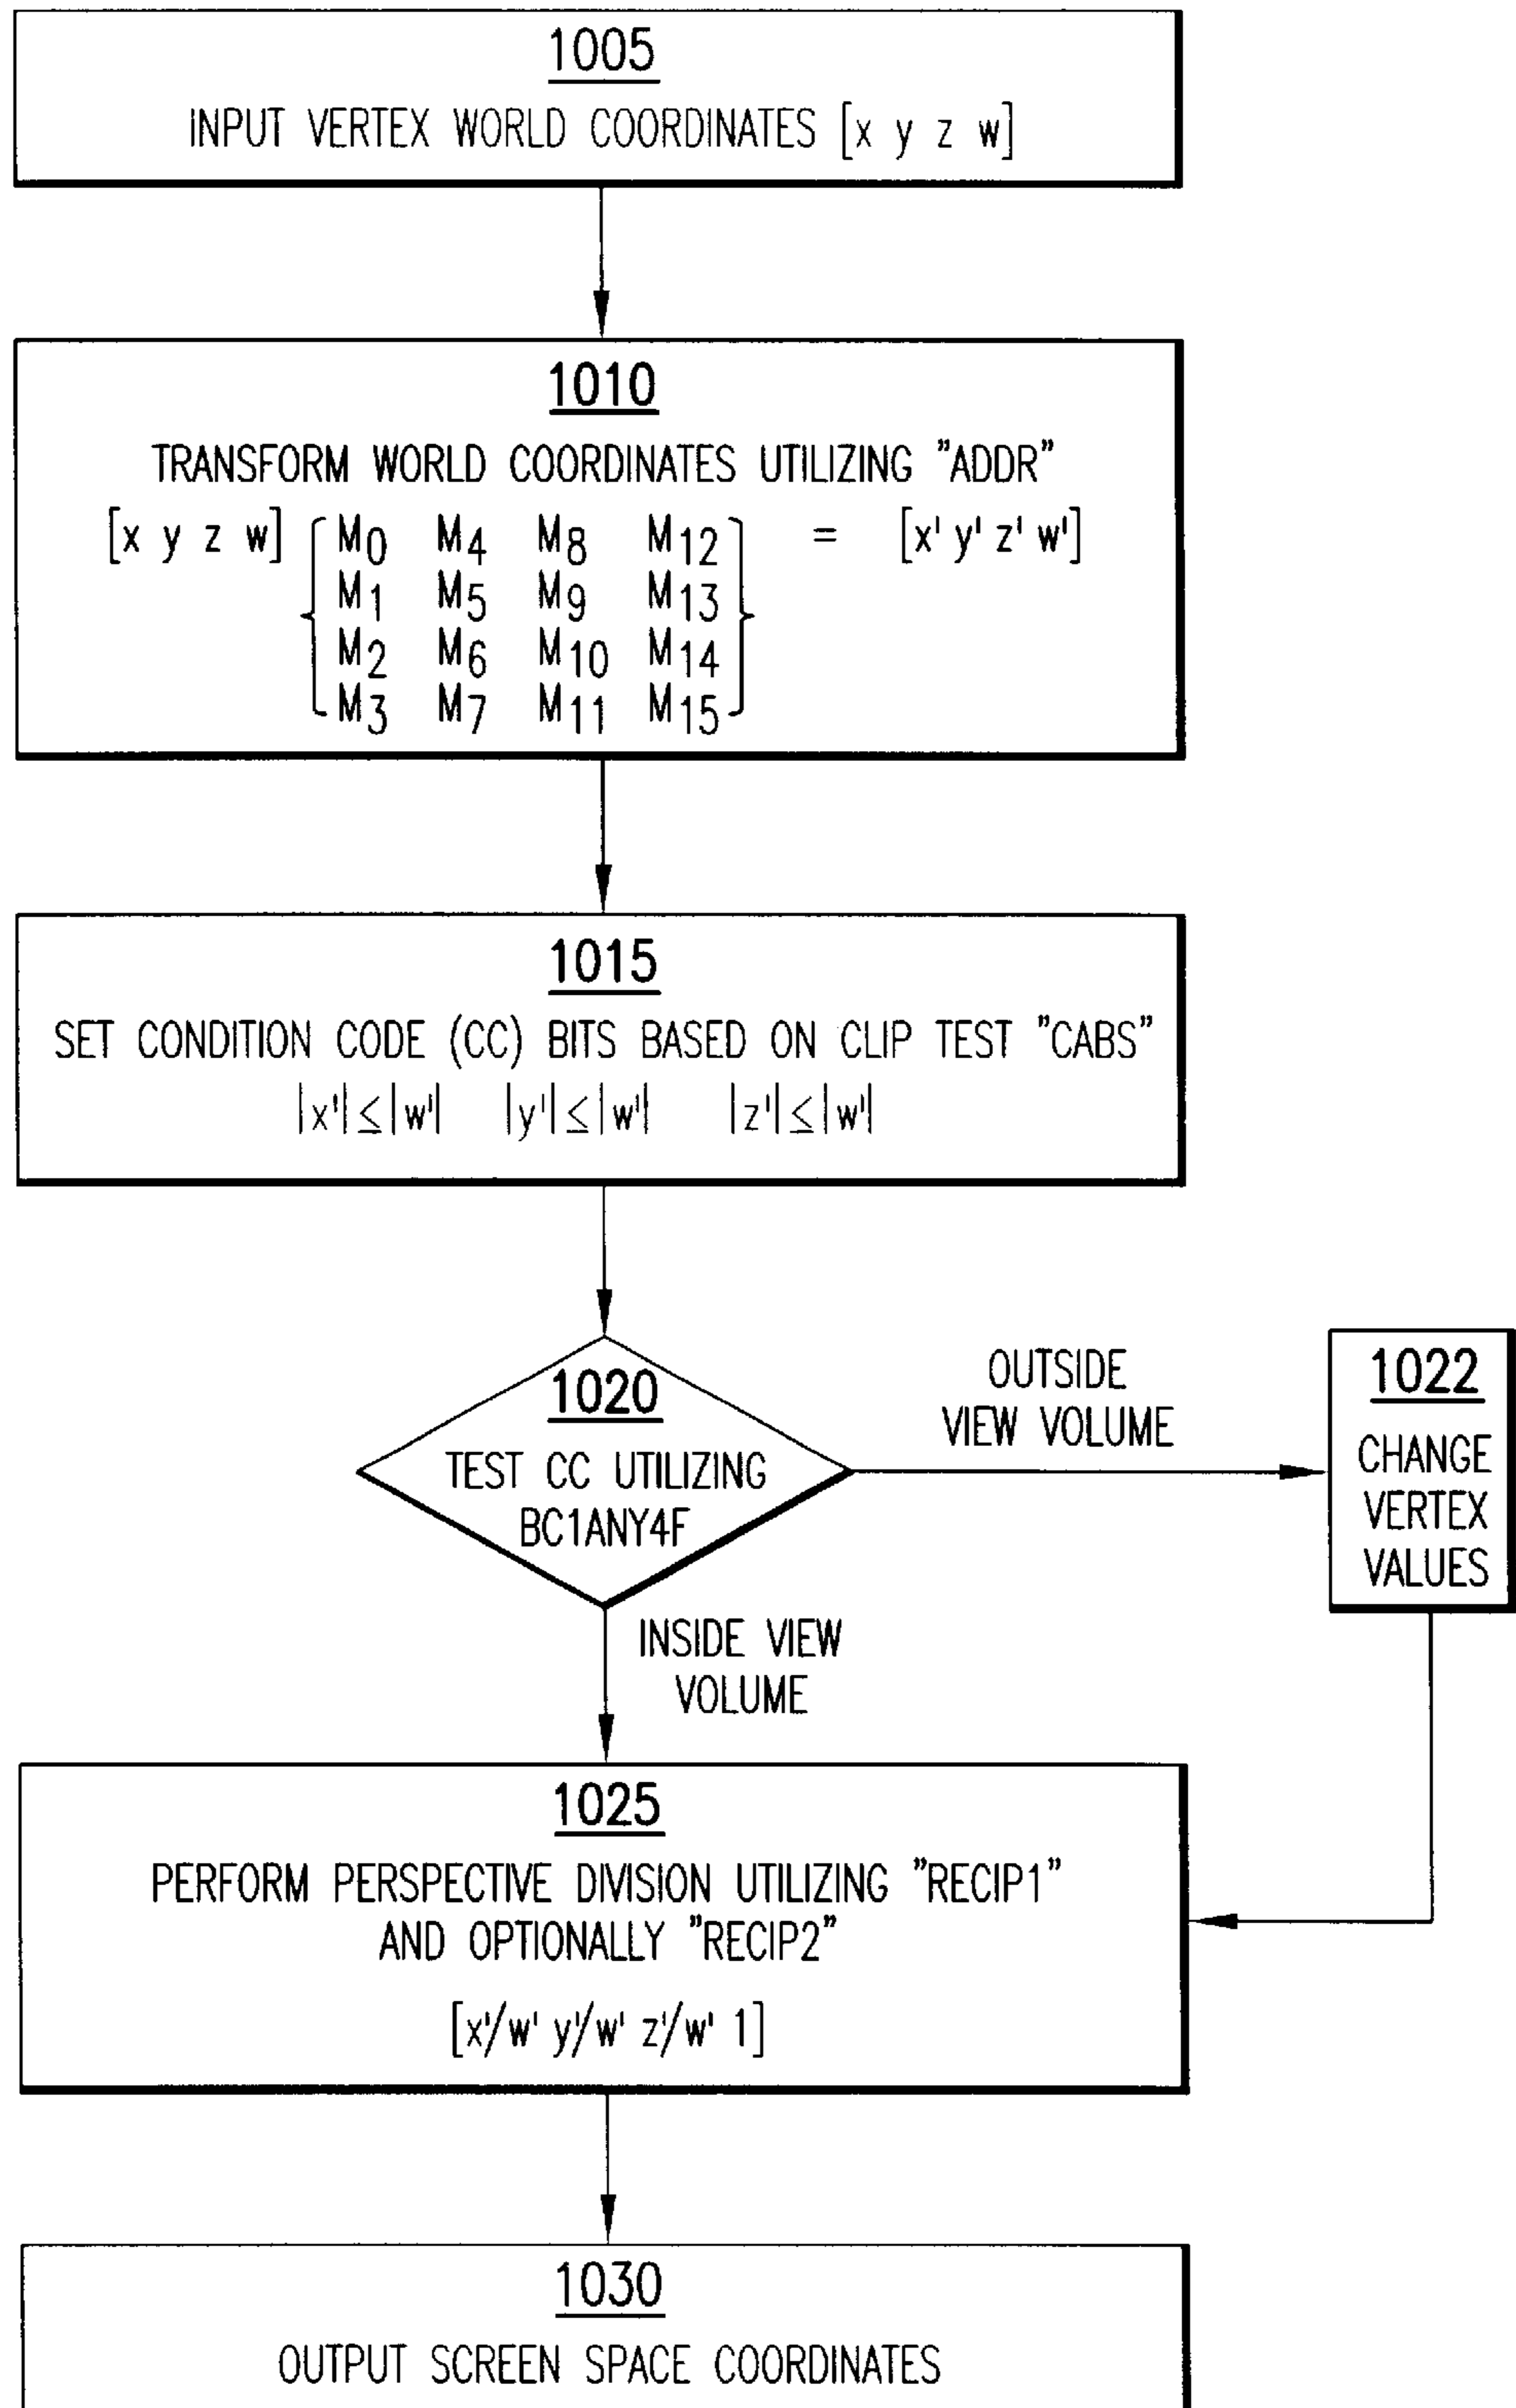 1005
INPUT VERTEX WORLD COORDINATES [x y z w]
1010
TRANSFORM WORLD COORDINATES UTILIZING "ADDR"
[x y z w] { M0 M4 M8 M12 } = [x' y' z' w']
M1 M5 M9 M13
M2 M6 M10 M14
M3 M7 M11 M15
1015
SET CONDITION CODE (CC) BITS BASED ON CLIP TEST "CABS"
|x'|≤|w'| |y'|≤|w'| |z'|≤|w'|
1020
TEST CC UTILIZING
BC1ANY4F
OUTSIDE
VIEW VOLUME
1022
CHANGE
VERTEX
VALUES
INSIDE VIEW
VOLUME
1025
PERFORM PERSPECTIVE DIVISION UTILIZING "RECIP1"
AND OPTIONALLY "RECIP2"
[x'/w' y'/w' z'/w' 1]
1030
OUTPUT SCREEN SPACE COORDINATES